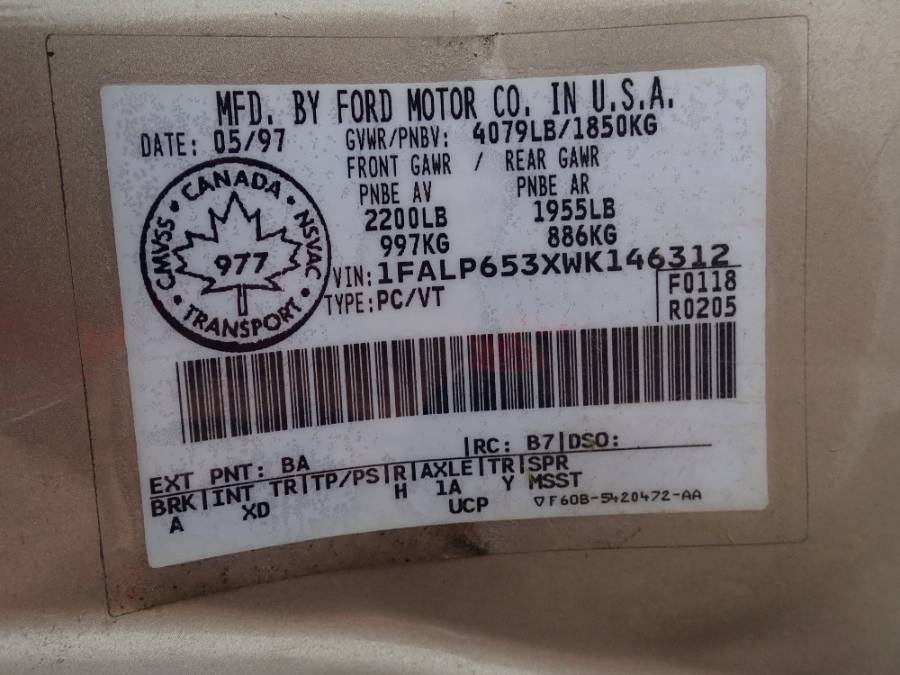 MFD. BY FORD MOTOR CO. IN U.S.A.
DATE: 05/97 GVWR/PNBV: 4079LB/1850KG
FRONT GAWR / REAR GAWR
PNBE AV PNBE AR
2200LB 1955LB
997KG 886KG
CANADA
CMVSS 977 NSVAC
TRANSPORT
VIN: 1FALP653XWK146312
TYPE: PC/VT F0118
R0205
RC: B7 DSO:
EXT PNT: BA
BRK INT TR TP/PS R AXLE TR SPR
A XD H 1A Y MSST
UCP ▽F60B-5420472-AA